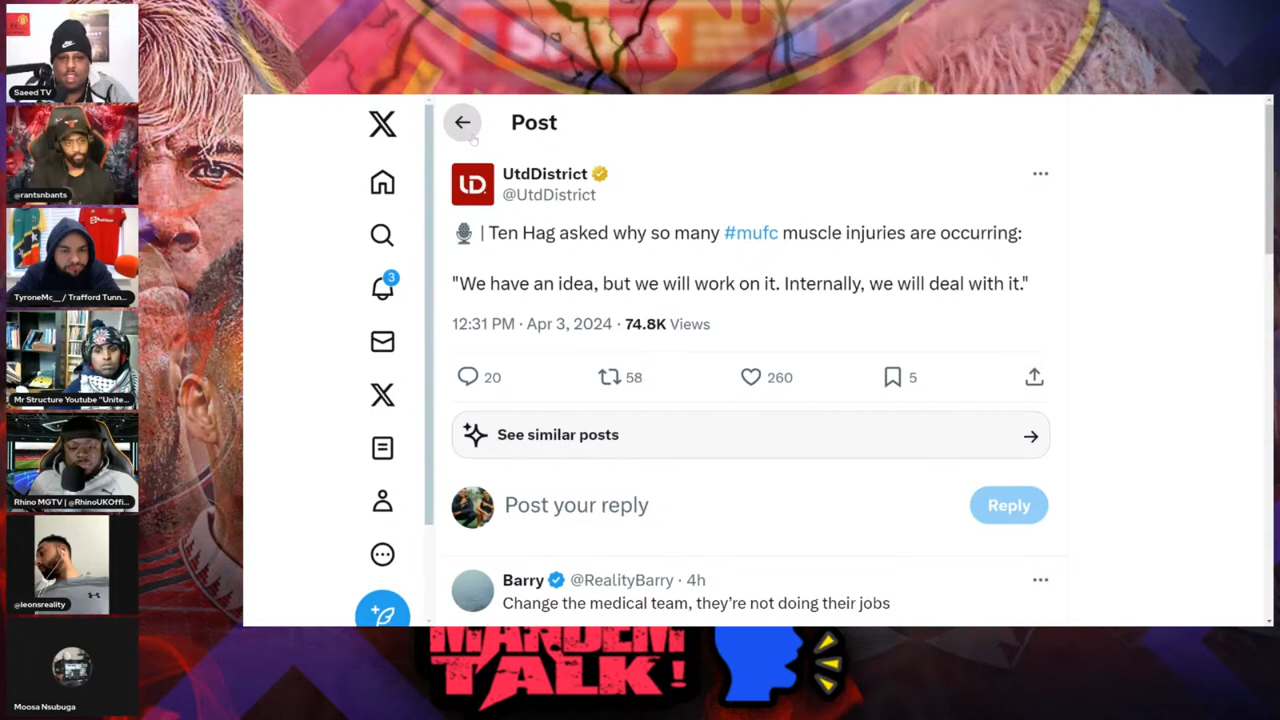 Saeed TV
@rantsnbants
TyroneMc__/ Trafford Tunn...
Mr Structure Youtube "Unite...
Rhino MGTV | @RhinoUKOffi...
@leonsreality
Moosa Nsubuga
Post
UD
UtdDistrict
@UtdDistrict
| Ten Hag asked why so many #mufc muscle injuries are occurring:
"We have an idea, but we will work on it. Internally, we will deal with it."
12:31 PM · Apr 3, 2024 · 74.8K Views
3
20
58
260
5
See similar posts
Post your reply
Reply
Barry @RealityBarry · 4h
Change the medical team, they're not doing their jobs
MANDEM
TALK!